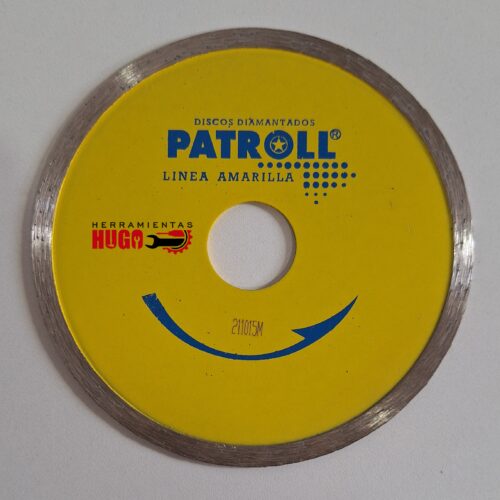 DISCOS DIAMANTADOS
PATROLL®
LINEA AMARILLA
HERRAMIENTAS
HUGO
211015M